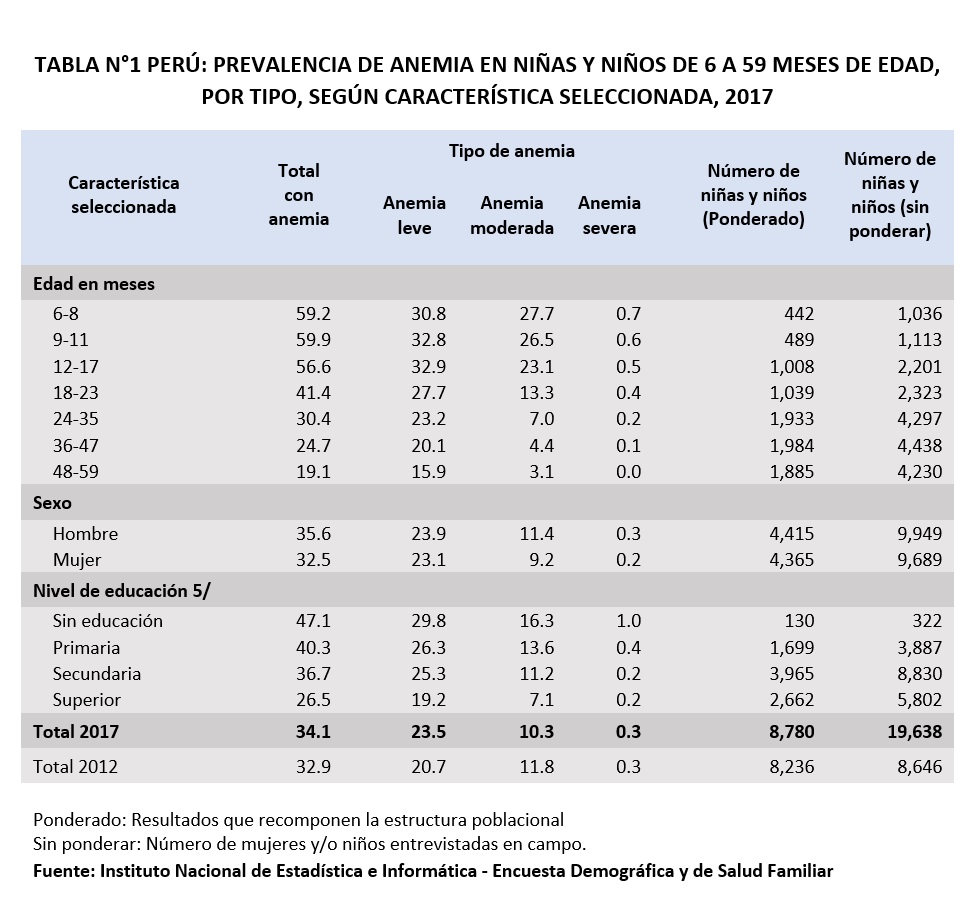 TABLA N°1 PERÚ: PREVALENCIA DE ANEMIA EN NIÑAS Y NIÑOS DE 6 A 59 MESES DE EDAD,
POR TIPO, SEGÚN CARACTERÍSTICA SELECCIONADA, 2017
Característica seleccionada Total con anemia Tipo de anemia Número de niñas y niños (Ponderado) Número de niñas y niños (sin ponderar)
Anemia leve Anemia moderada Anemia severa
Edad en meses
6-8 59.2 30.8 27.7 0.7 442 1,036
9-11 59.9 32.8 26.5 0.6 489 1,113
12-17 56.6 32.9 23.1 0.5 1,008 2,201
18-23 41.4 27.7 13.3 0.4 1,039 2,323
24-35 30.4 23.2 7.0 0.2 1,933 4,297
36-47 24.7 20.1 4.4 0.1 1,984 4,438
48-59 19.1 15.9 3.1 0.0 1,885 4,230
Sexo
Hombre 35.6 23.9 11.4 0.3 4,415 9,949
Mujer 32.5 23.1 9.2 0.2 4,365 9,689
Nivel de educación 5/
Sin educación 47.1 29.8 16.3 1.0 130 322
Primaria 40.3 26.3 13.6 0.4 1,699 3,887
Secundaria 36.7 25.3 11.2 0.2 3,965 8,830
Superior 26.5 19.2 7.1 0.2 2,662 5,802
Total 2017 34.1 23.5 10.3 0.3 8,780 19,638
Total 2012 32.9 20.7 11.8 0.3 8,236 8,646
Ponderado: Resultados que recomponen la estructura poblacional
Sin ponderar: Número de mujeres y/o niños entrevistadas en campo.
Fuente: Instituto Nacional de Estadística e Informática - Encuesta Demográfica y de Salud Familiar